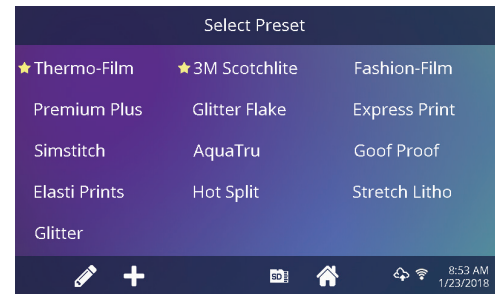 Select Preset
Thermo-Film
3M Scotchlite
Fashion-Film
Premium Plus
Glitter Flake
Express Print
Simstitch
AquaTru
Goof Proof
Elasti Prints
Hot Split
Stretch Litho
Glitter
SD
8:53 AM
1/23/2018